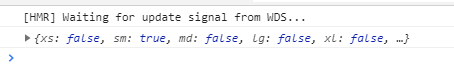 [HMR] Waiting for update signal from WDS...
{xs: false, sm: true, md: false, lg: false, xl: false, …}